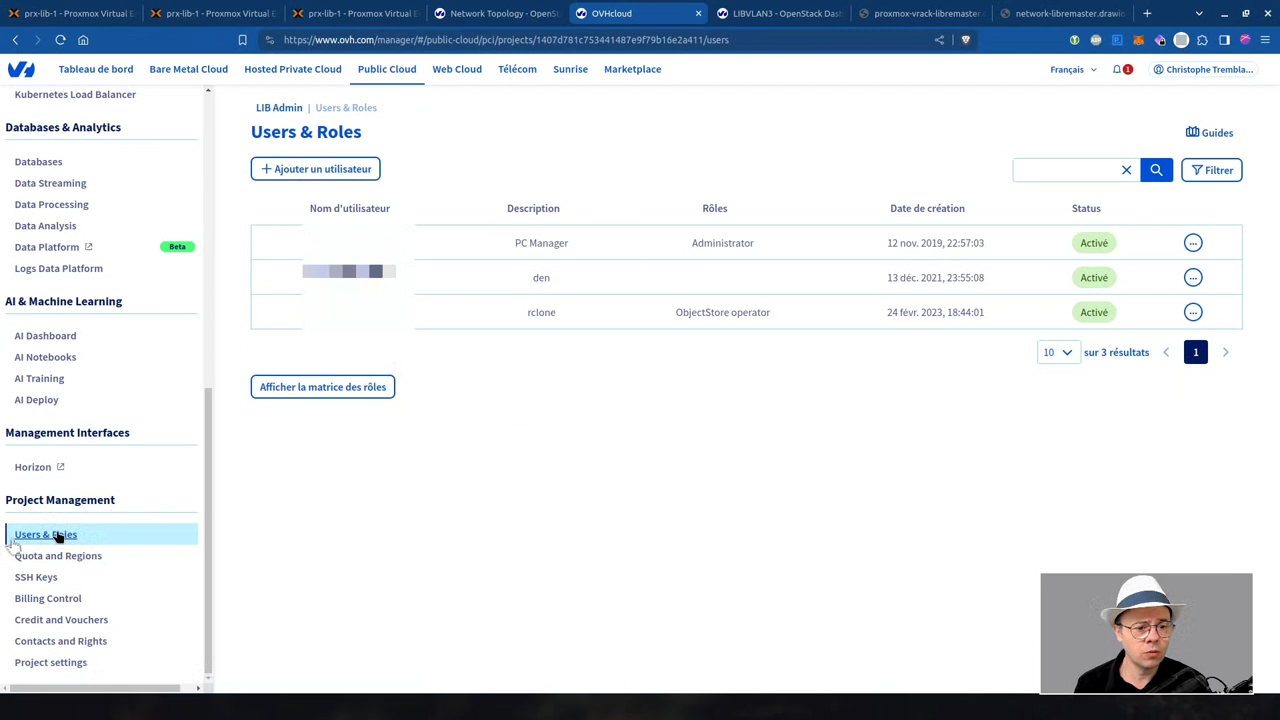 prx-lib-1 - Proxmox Virtual E
prx-lib-1 - Proxmox Virtual E
prx-lib-1 - Proxmox Virtual E
Network Topology - OpenSt
OVHcloud
LIBVLAN3 - OpenStack Das
proxmox-vrack-libremaster.
network-libremaster.drawio
https://www.ovh.com/manager/#/public-cloud/pci/projects/1407d781c753441487e9f79b16e2a411/users
Tableau de bord
Bare Metal Cloud
Hosted Private Cloud
Public Cloud
Web Cloud
Télécom
Sunrise
Marketplace
Français
1
Christophe Trembla...
Kubernetes Load Balancer
Databases & Analytics
Databases
Data Streaming
Data Processing
Data Analysis
Data Platform
Beta
Logs Data Platform
AI & Machine Learning
AI Dashboard
AI Notebooks
AI Training
AI Deploy
Management Interfaces
Horizon
Project Management
Users & Roles
Quota and Regions
SSH Keys
Billing Control
Credit and Vouchers
Contacts and Rights
Project settings
LIB Admin | Users & Roles
Users & Roles
Guides
+ Ajouter un utilisateur
Filtrer
Nom d'utilisateur Description Rôles Date de création Status
PC Manager Administrator 12 nov. 2019, 22:57:03 Activé
den 13 déc. 2021, 23:55:08 Activé
rclone ObjectStore operator 24 févr. 2023, 18:44:01 Activé
10 sur 3 résultats 1
Afficher la matrice des rôles